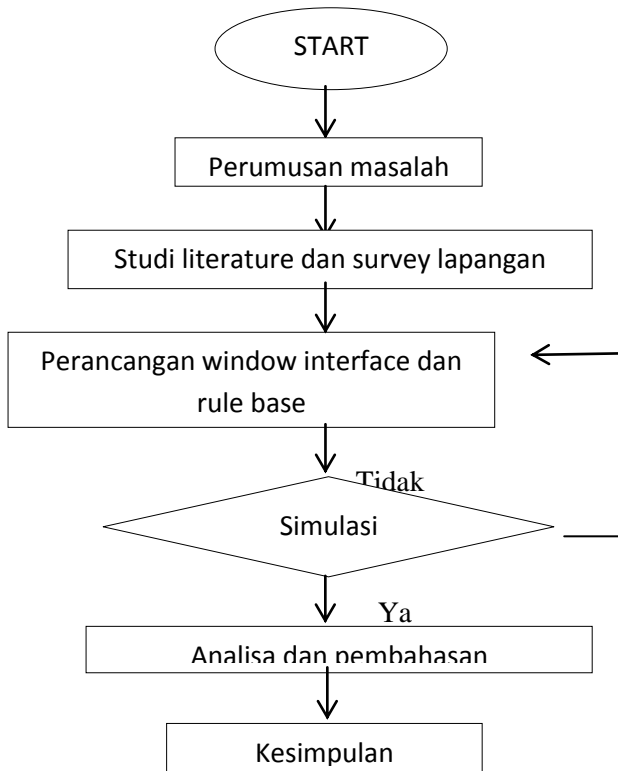 START
Perumusan masalah
Studi literature dan survey lapangan
Perancangan window interface dan
rule base
Tidak
Simulasi
Ya
Analisa dan pembahasan
Kesimpulan